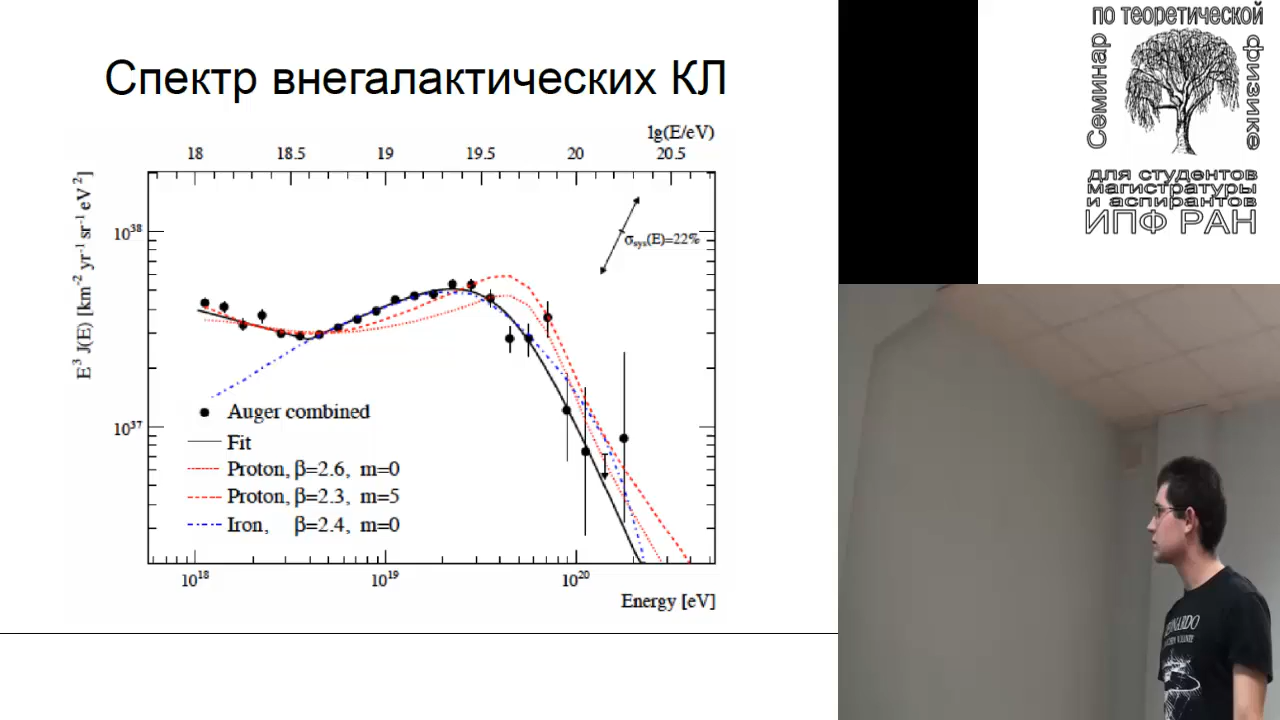 Спектр внегалактических КЛ
lg(E/eV)
18 18.5 19 19.5 20 20.5
E³ J(E) [km⁻² yr⁻¹ sr⁻¹ eV²]
10³⁸
10³⁷
σsys(E)=22%
Auger combined
Fit
Proton, β=2.6, m=0
Proton, β=2.3, m=5
Iron, β=2.4, m=0
10¹⁸ 10¹⁹ 10²⁰
Energy [eV]
Семинар
по теоретической
физике
для студентов
магистратуры
и аспирантов
ИПФ РАН